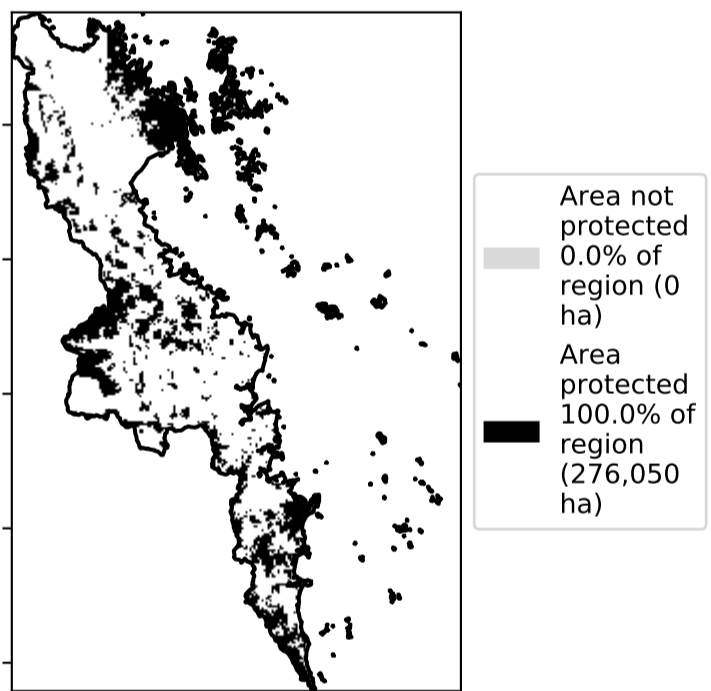 Area not
protected
0.0% of
region (0
ha)
Area
protected
100.0% of
region
(276,050
ha)